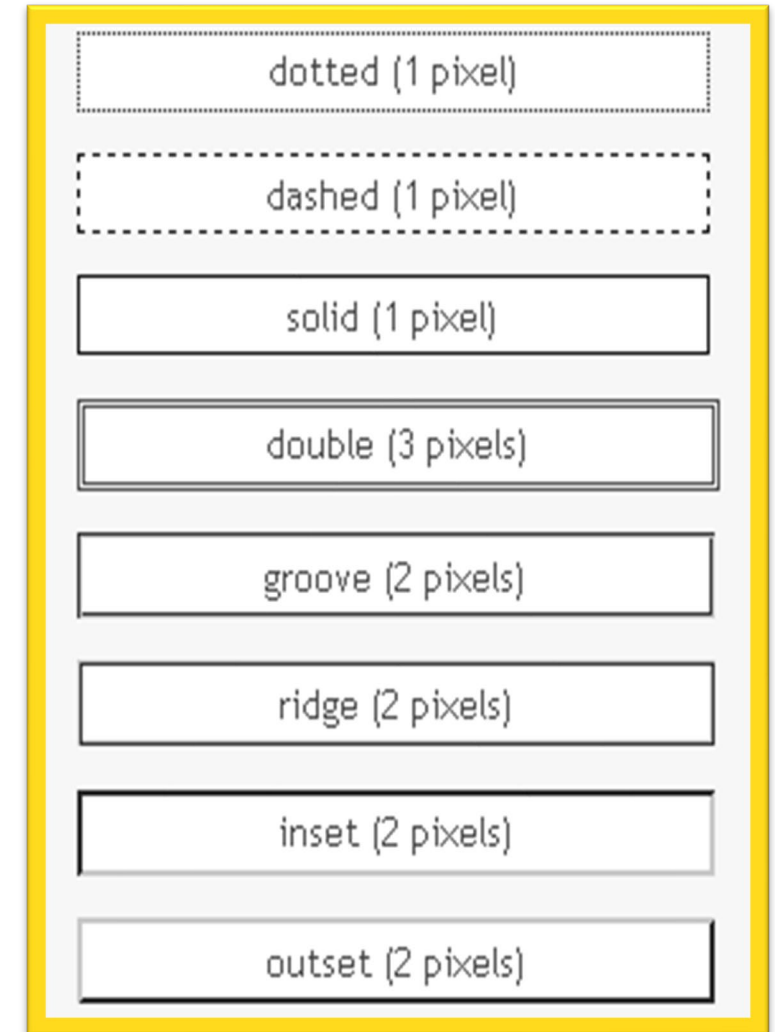 dotted (1 pixel)
dashed (1 pixel)
solid (1 pixel)
double (3 pixels)
groove (2 pixels)
ridge (2 pixels)
inset (2 pixels)
outset (2 pixels)